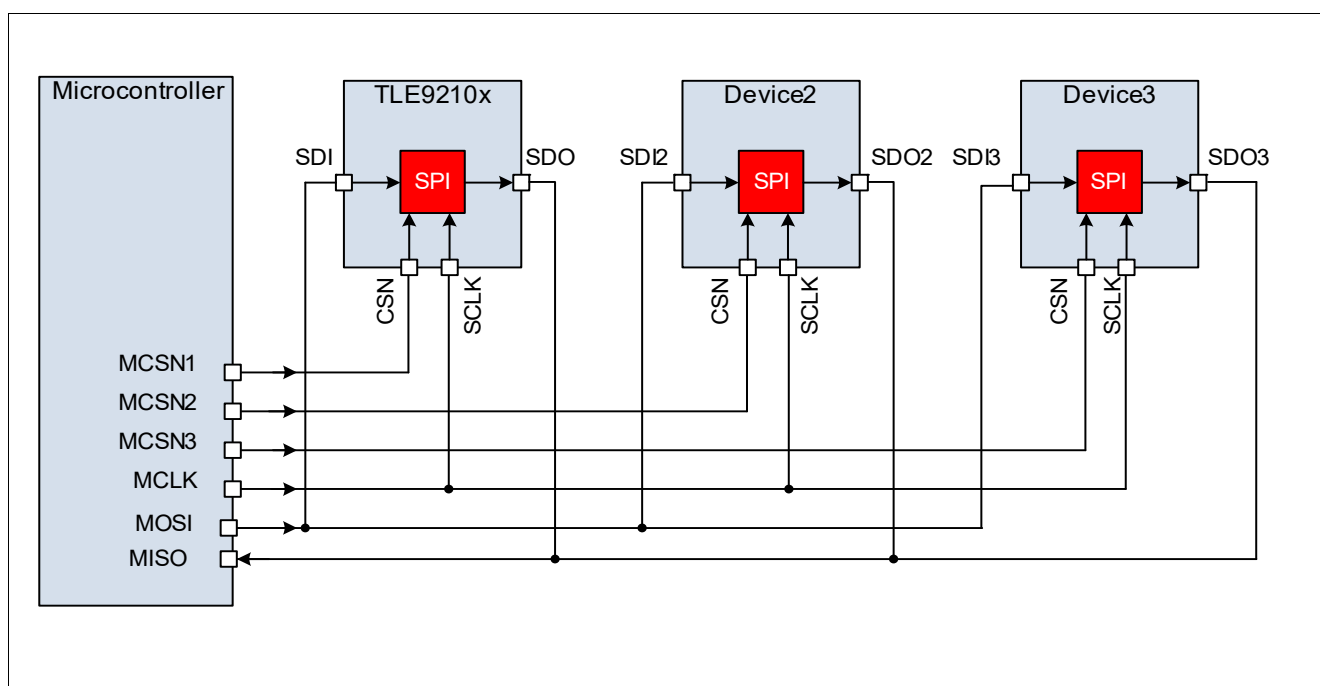 Microcontroller
TLE9210x
Device2
Device3
SDI
SPI
SDO
SDI2
SPI
SDO2
SDI3
SPI
SDO3
CSN
SCLK
CSN
SCLK
CSN
SCLK
MCSN1
MCSN2
MCSN3
MCLK
MOSI
MISO